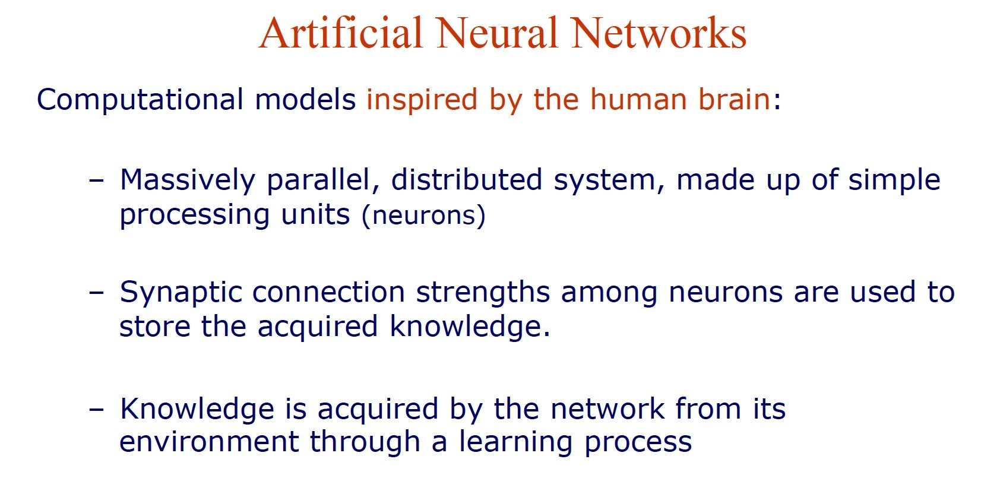 Artificial Neural Networks
Computational models inspired by the human brain:
– Massively parallel, distributed system, made up of simple
processing units (neurons)
– Synaptic connection strengths among neurons are used to
store the acquired knowledge.
– Knowledge is acquired by the network from its
environment through a learning process